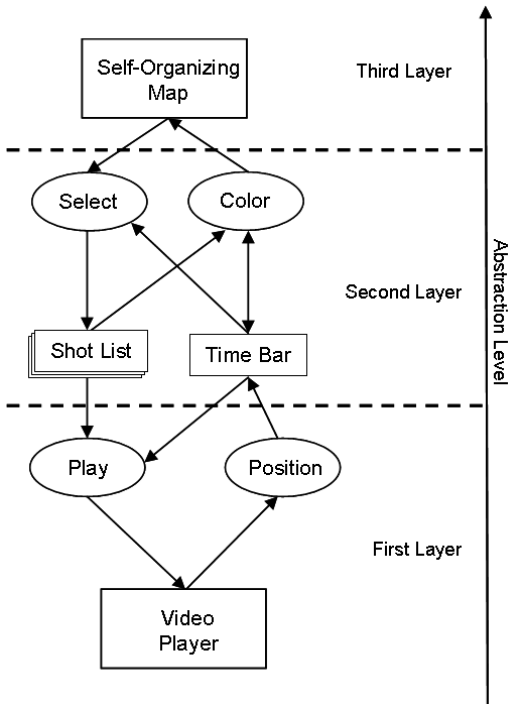 Self-Organizing
Map
Third Layer
Select
Color
Abstraction Level
Second Layer
Shot List
Time Bar
Play
Position
First Layer
Video
Player